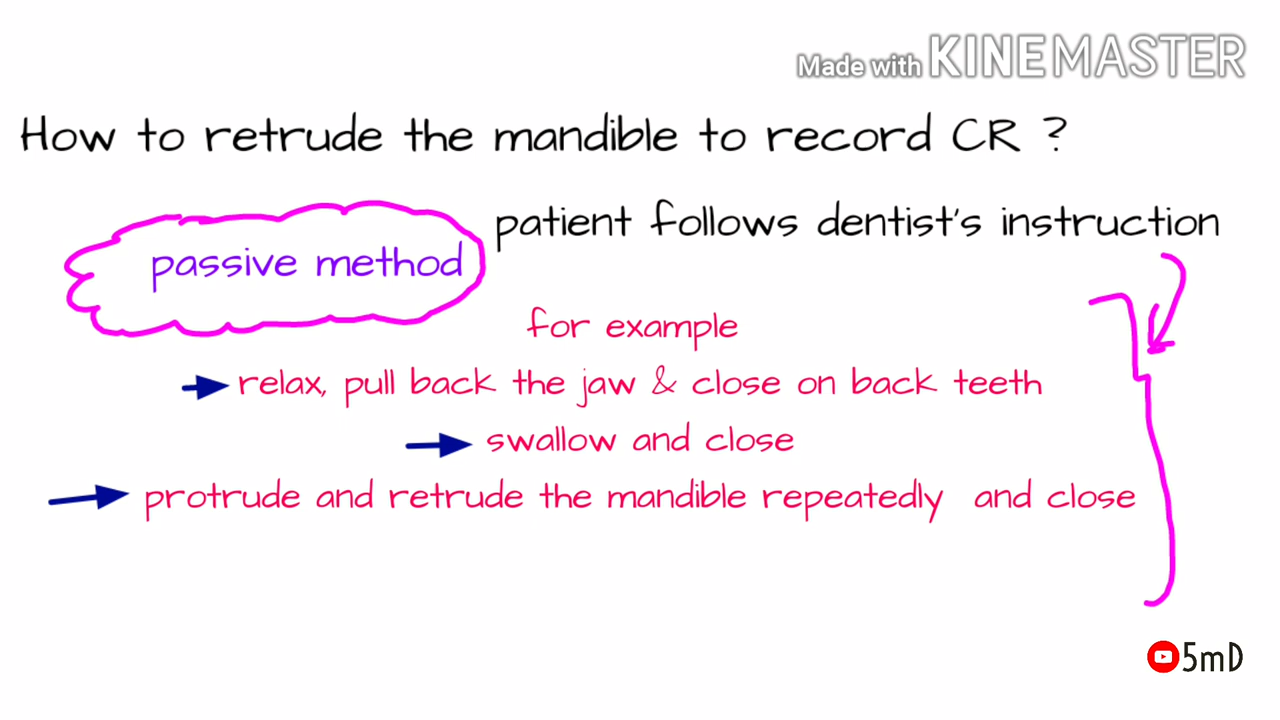 Made with KINEMASTER
How to retrude the mandible to record CR ?
patient follows dentist's instruction
passive method
for example
relax, pull back the jaw & close on back teeth
swallow and close
protrude and retrude the mandible repeatedly and close
5mD